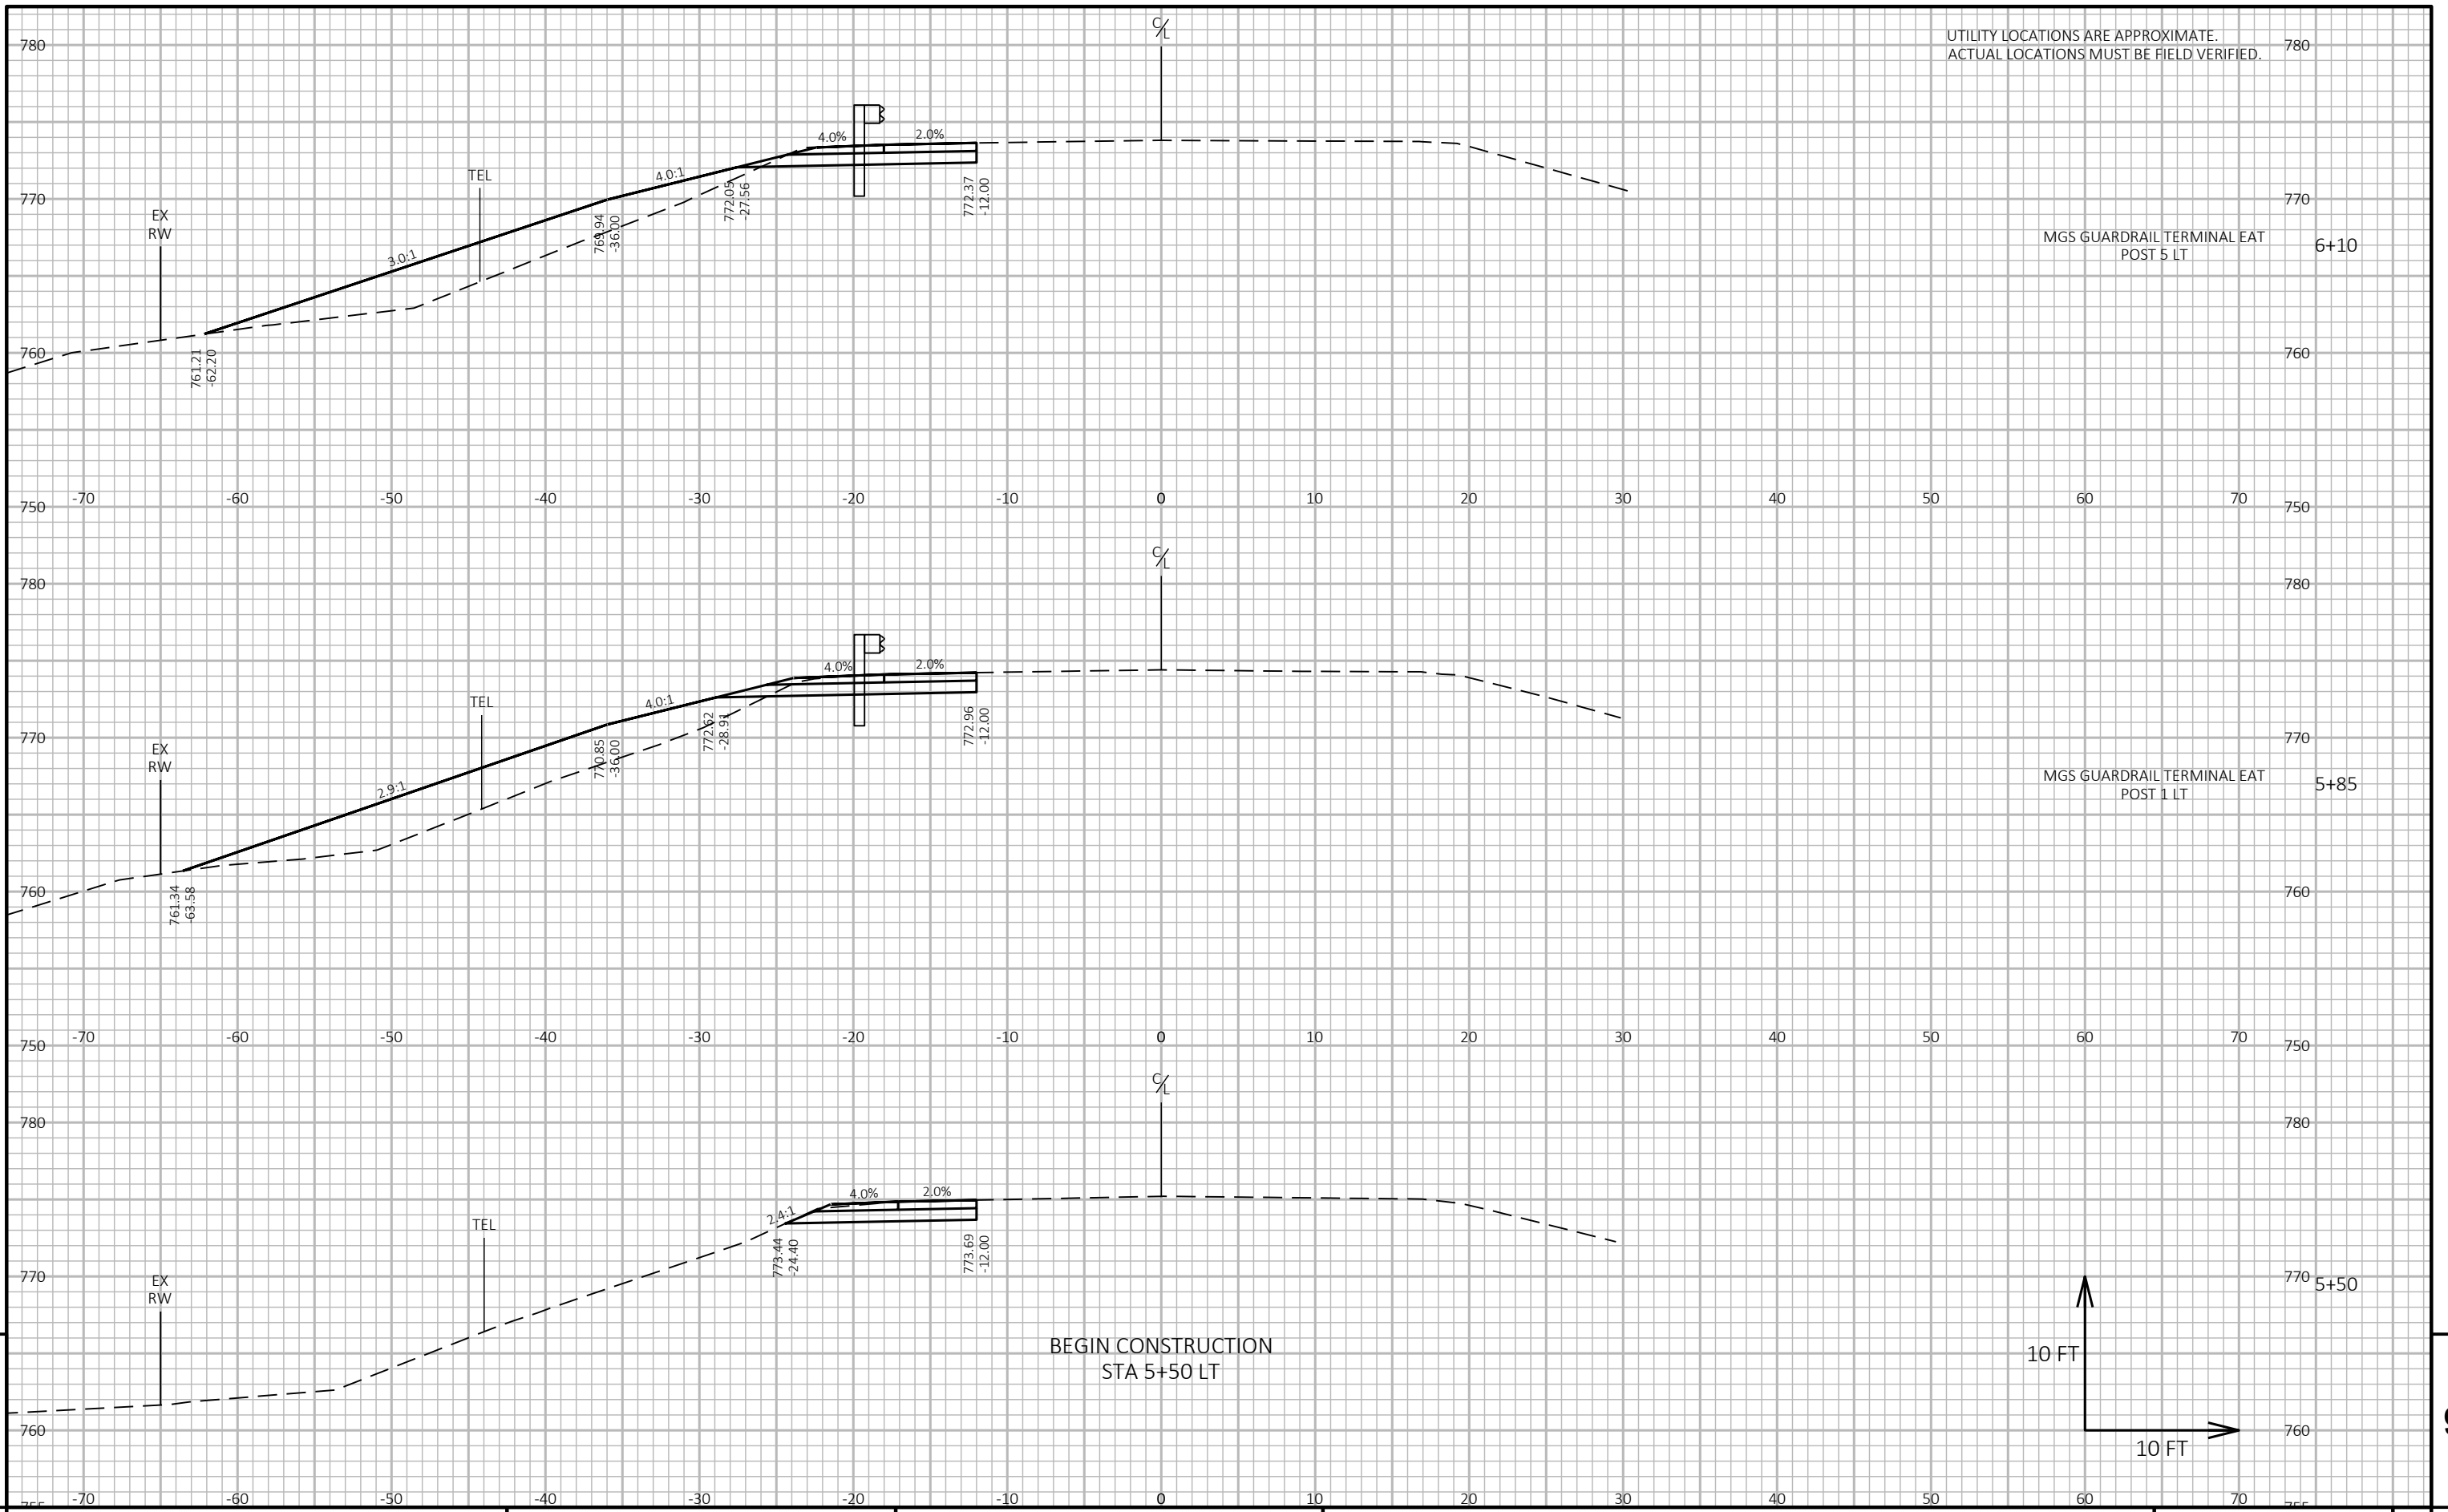 C/L
UTILITY LOCATIONS ARE APPROXIMATE.
ACTUAL LOCATIONS MUST BE FIELD VERIFIED.
780
780
4.0%
2.0%
4.0:1
TEL
770
770
772.05
-27.56
772.37
-12.00
EX
RW
769.94
-36.00
MGS GUARDRAIL TERMINAL EAT
POST 5 LT
6+10
3.0:1
760
760
761.21
-62.20
750 -70 -60 -50 -40 -30 -20 -10 0 10 20 30 40 50 60 70 750
C/L
780
780
4.0%
2.0%
4.0:1
TEL
770
770
772.62
-28.91
772.96
-12.00
EX
RW
770.85
-36.00
MGS GUARDRAIL TERMINAL EAT
POST 1 LT
5+85
2.9:1
760
760
761.34
-63.58
750 -70 -60 -50 -40 -30 -20 -10 0 10 20 30 40 50 60 70 750
C/L
780
780
4.0%
2.0%
2.4:1
TEL
773.44
-24.40
773.69
-12.00
770
770
5+50
EX
RW
BEGIN CONSTRUCTION
STA 5+50 LT
10 FT
10 FT
760
760
-70 -60 -50 -40 -30 -20 -10 0 10 20 30 40 50 60 70